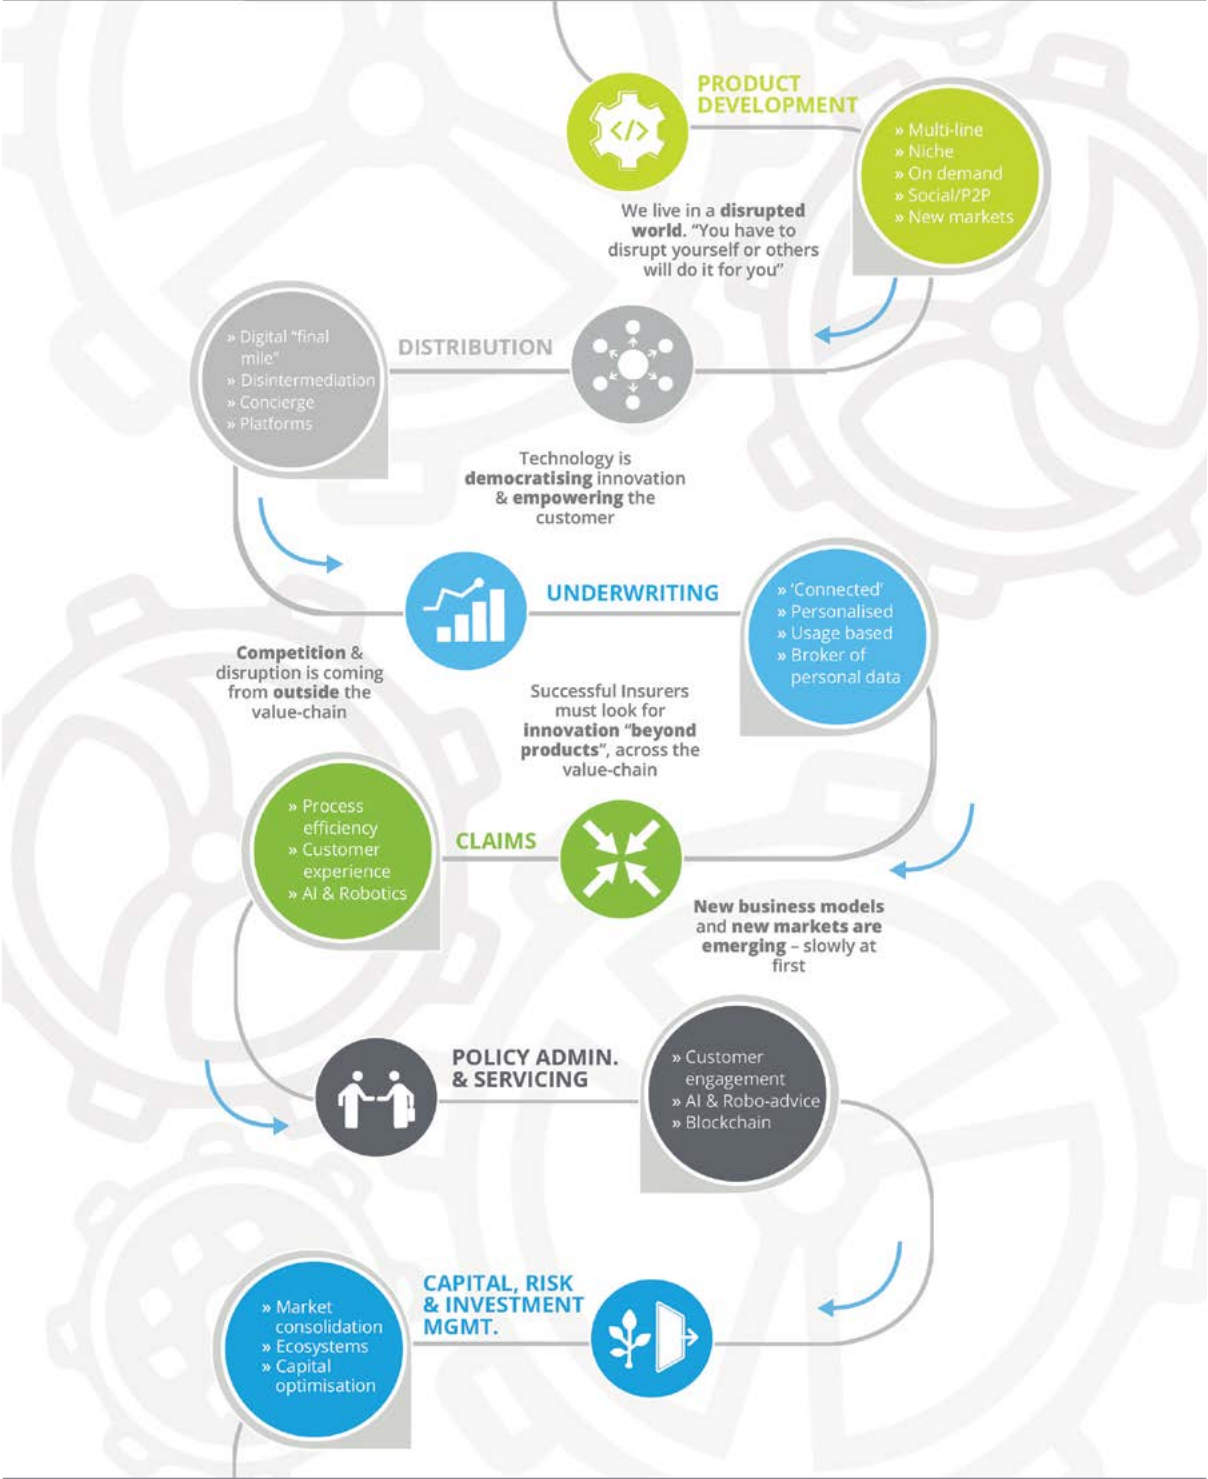 PRODUCT
DEVELOPMENT
» Multi-line
» Niche
» On demand
» Social/P2P
» New markets
</>
We live in a disrupted
world. “You have to
disrupt yourself or others
will do it for you”
» Digital “final
mile”
» Disintermediation
» Concierge
» Platforms
DISTRIBUTION
Technology is
democratising innovation
& empowering the
customer
UNDERWRITING
» ‘Connected’
» Personalised
» Usage based
» Broker of
personal data
Competition &
disruption is coming
from outside the
value-chain
Successful Insurers
must look for
innovation “beyond
products”, across the
value-chain
» Process
efficiency
» Customer
experience
» AI & Robotics
CLAIMS
New business models
and new markets are
emerging – slowly at
first
POLICY ADMIN.
& SERVICING
» Customer
engagement
» AI & Robo-advice
» Blockchain
» Market
consolidation
» Ecosystems
» Capital
optimisation
CAPITAL, RISK
& INVESTMENT
MGMT.